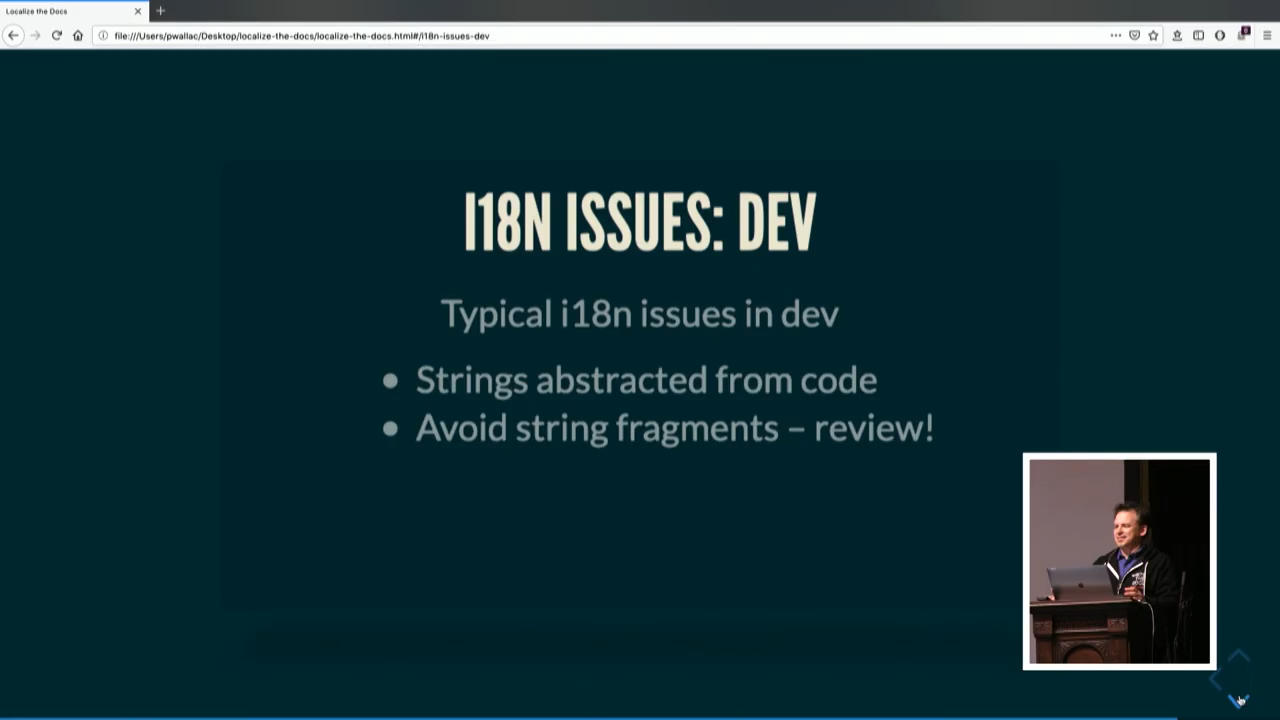 Localize the Docs
file:///Users/pwallac/Desktop/localize-the-docs/localize-the-docs.html#/i18n-issues-dev
I18N ISSUES: DEV
Typical i18n issues in dev
• Strings abstracted from code
• Avoid string fragments – review!